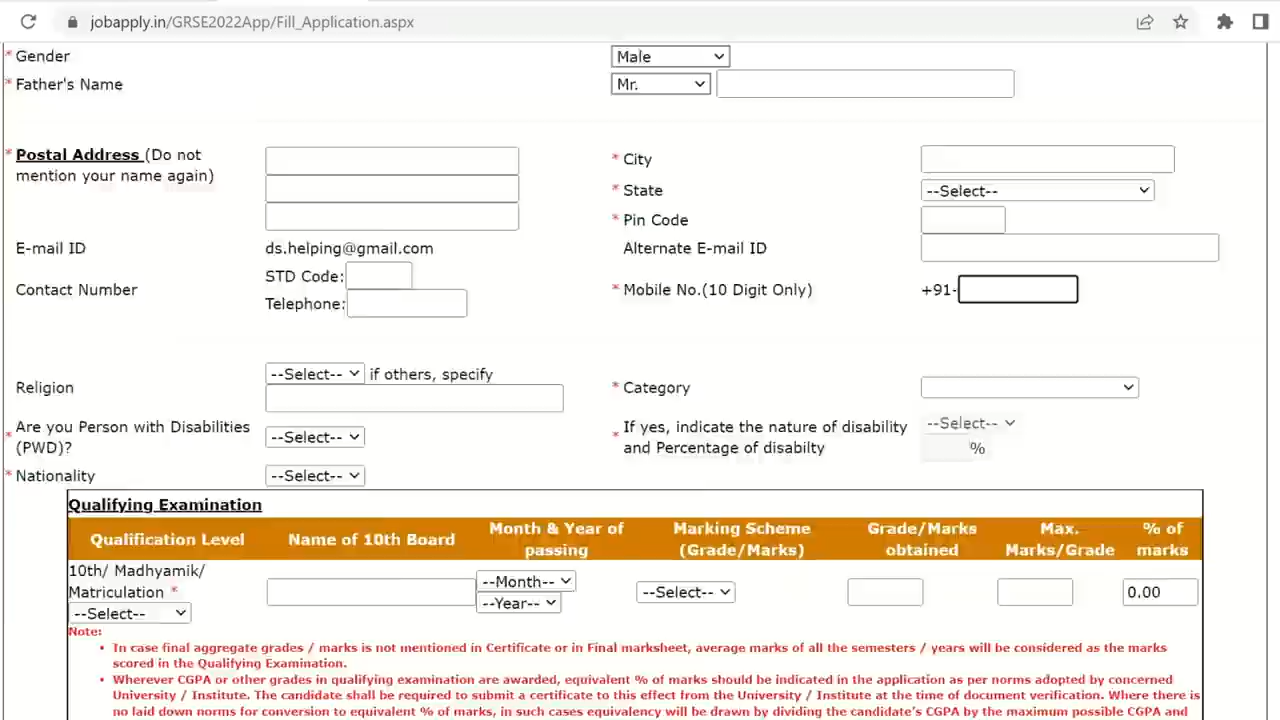 jobapply.in/GRSE2022App/Fill_Application.aspx
* Gender Male
* Father's Name Mr.
* Postal Address (Do not mention your name again)
* City
* State --Select--
* Pin Code
E-mail ID ds.helping@gmail.com Alternate E-mail ID
Contact Number STD Code:
Telephone:
* Mobile No.(10 Digit Only) +91-
Religion --Select-- if others, specify
* Category
* Are you Person with Disabilities (PWD)? --Select--
* If yes, indicate the nature of disability and Percentage of disabilty --Select-- %
* Nationality --Select--
Qualifying Examination
Qualification Level Name of 10th Board Month & Year of passing Marking Scheme (Grade/Marks) Grade/Marks obtained Max. Marks/Grade % of marks
10th/ Madhyamik/ Matriculation * --Select-- --Month-- --Year-- --Select-- 0.00
Note:
• In case final aggregate grades / marks is not mentioned in Certificate or in Final marksheet, average marks of all the semesters / years will be considered as the marks
scored in the Qualifying Examination.
• Wherever CGPA or other grades in qualifying examination are awarded, equivalent % of marks should be indicated in the application as per norms adopted by concerned
University / Institute. The candidate shall be required to submit a certificate to this effect from the University / Institute at the time of document verification. Where there is
no laid down norms for conversion to equivalent % of marks, in such cases equivalency will be drawn by dividing the candidate's CGPA by the maximum possible CGPA and